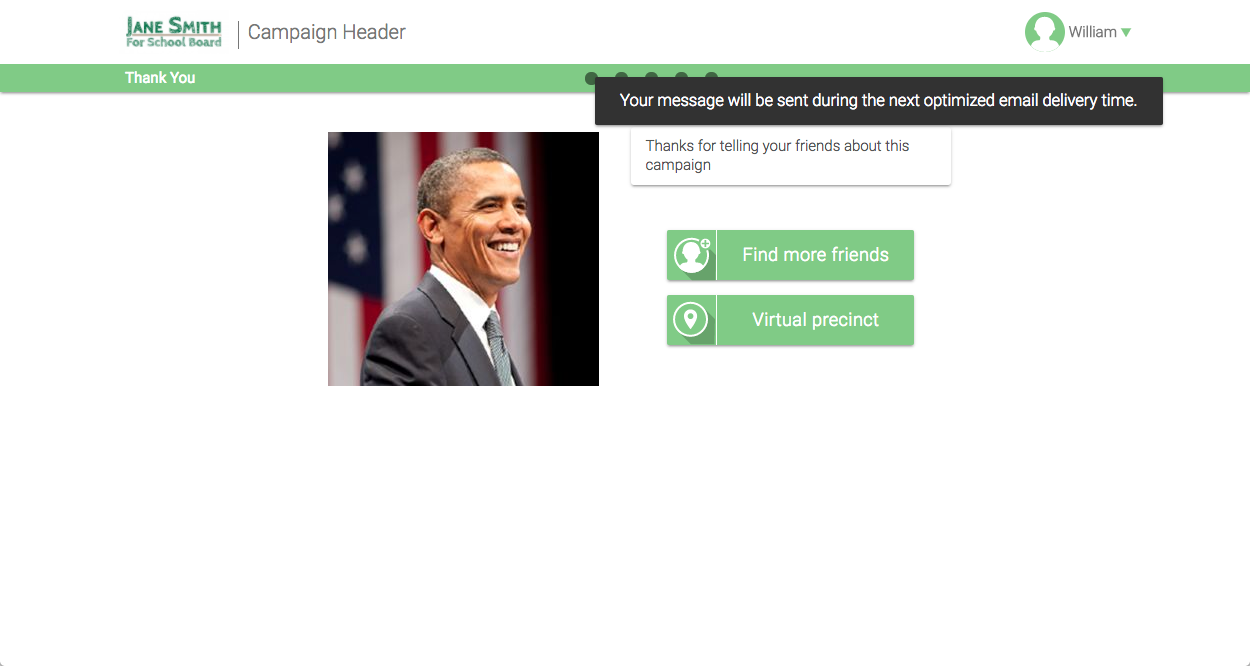 JANE SMITH
For School Board
Campaign Header
William
Thank You
Your message will be sent during the next optimized email delivery time.
Thanks for telling your friends about this
campaign
Find more friends
Virtual precinct